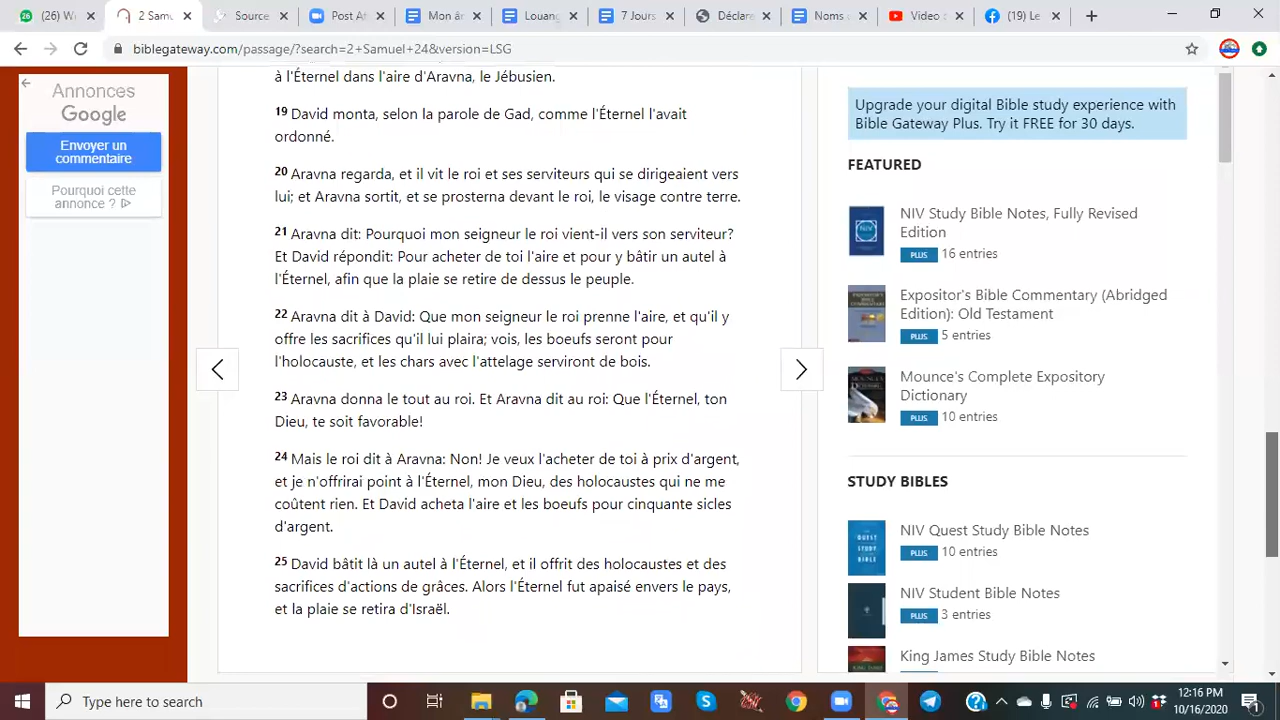 26
(26) W
2 Samu
Source
Post At
Mon âr
Louang
7 Jours
Déclar
Noms
Video
(19) Lo
biblegateway.com/passage/?search=2+Samuel+24&version=LSG
Annonces
Google
Envoyer un
commentaire
Pourquoi cette
annonce ?
à l'Éternel dans l'aire d'Aravna, le Jébusien.
19 David monta, selon la parole de Gad, comme l'Éternel l'avait
ordonné.
20 Aravna regarda, et il vit le roi et ses serviteurs qui se dirigeaient vers
lui; et Aravna sortit, et se prosterna devant le roi, le visage contre terre.
21 Aravna dit: Pourquoi mon seigneur le roi vient-il vers son serviteur?
Et David répondit: Pour acheter de toi l'aire et pour y bâtir un autel à
l'Éternel, afin que la plaie se retire de dessus le peuple.
22 Aravna dit à David: Que mon seigneur le roi prenne l'aire, et qu'il y
offre les sacrifices qu'il lui plaira; vois, les boeufs seront pour
l'holocauste, et les chars avec l'attelage serviront de bois.
23 Aravna donna le tout au roi. Et Aravna dit au roi: Que l'Éternel, ton
Dieu, te soit favorable!
24 Mais le roi dit à Aravna: Non! Je veux l'acheter de toi à prix d'argent,
et je n'offrirai point à l'Éternel, mon Dieu, des holocaustes qui ne me
coûtent rien. Et David acheta l'aire et les boeufs pour cinquante sicles
d'argent.
25 David bâtit là un autel à l'Éternel, et il offrit des holocaustes et des
sacrifices d'actions de grâces. Alors l'Éternel fut apaisé envers le pays,
et la plaie se retira d'Israël.
Upgrade your digital Bible study experience with
Bible Gateway Plus. Try it FREE for 30 days.
FEATURED
NIV Study Bible Notes, Fully Revised
Edition
PLUS 16 entries
Expositor's Bible Commentary (Abridged
Edition): Old Testament
PLUS 5 entries
Mounce's Complete Expository
Dictionary
PLUS 10 entries
STUDY BIBLES
NIV Quest Study Bible Notes
PLUS 10 entries
NIV Student Bible Notes
PLUS 3 entries
King James Study Bible Notes
Type here to search
12:16 PM
10/16/2020